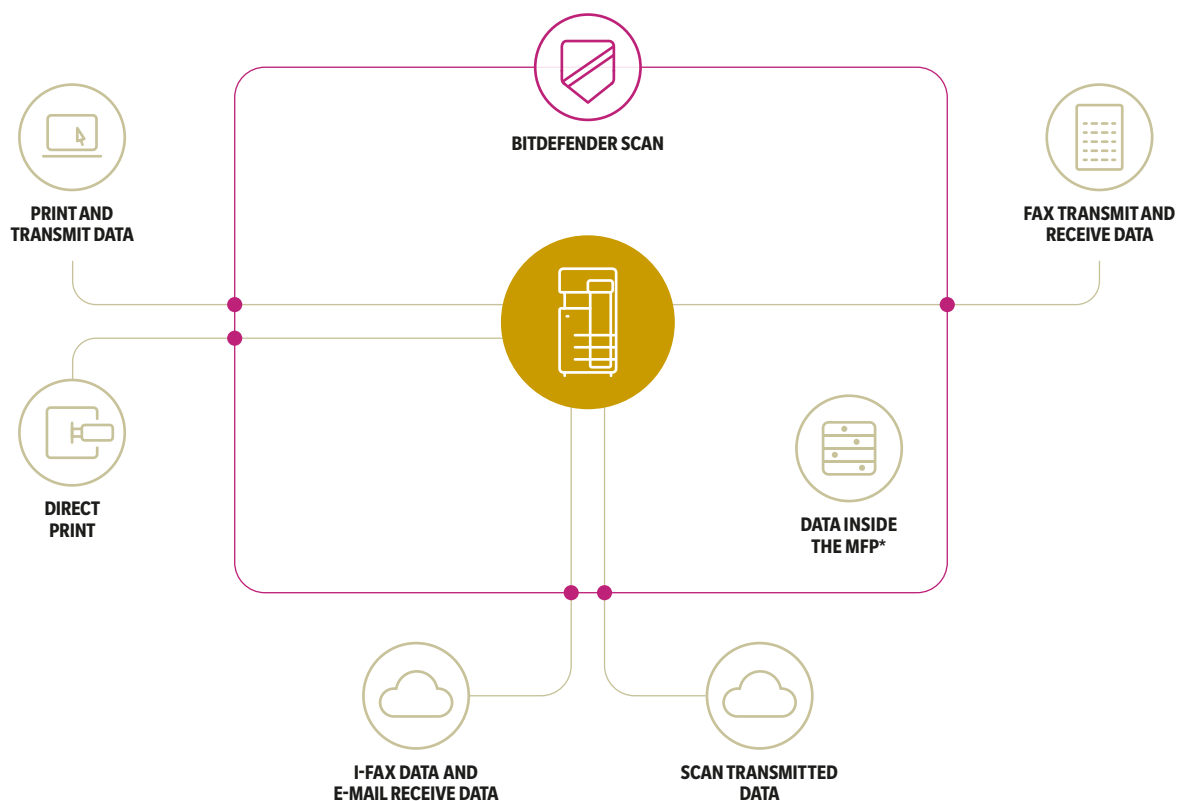 BITDEFENDER SCAN
PRINT AND
TRANSMIT DATA
FAX TRANSMIT AND
RECEIVE DATA
DIRECT
PRINT
DATA INSIDE
THE MFP*
I-FAX DATA AND
E-MAIL RECEIVE DATA
SCAN TRANSMITTED
DATA